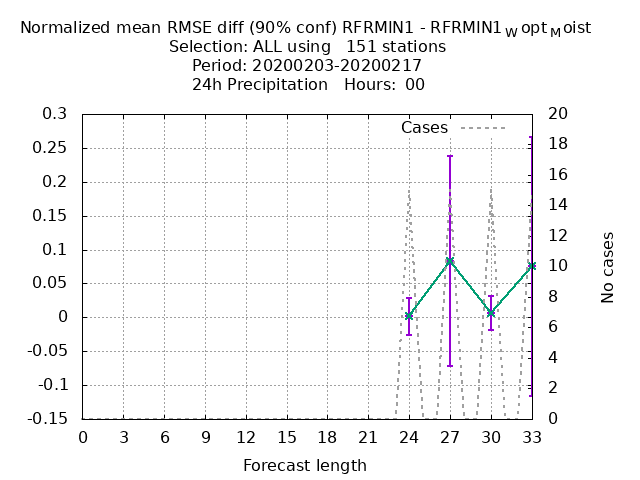 Normalized mean RMSE diff (90% conf) RFRMIN1 - RFRMIN1WoptMoist
Selection: ALL using 151 stations
Period: 20200203-20200217
24h Precipitation Hours: 00
Cases
0.3
0.25
0.2
0.15
0.1
0.05
0
-0.05
-0.1
-0.15
20
18
16
14
12
10
8
6
4
2
0
No cases
0 3 6 9 12 15 18 21 24 27 30 33
Forecast length